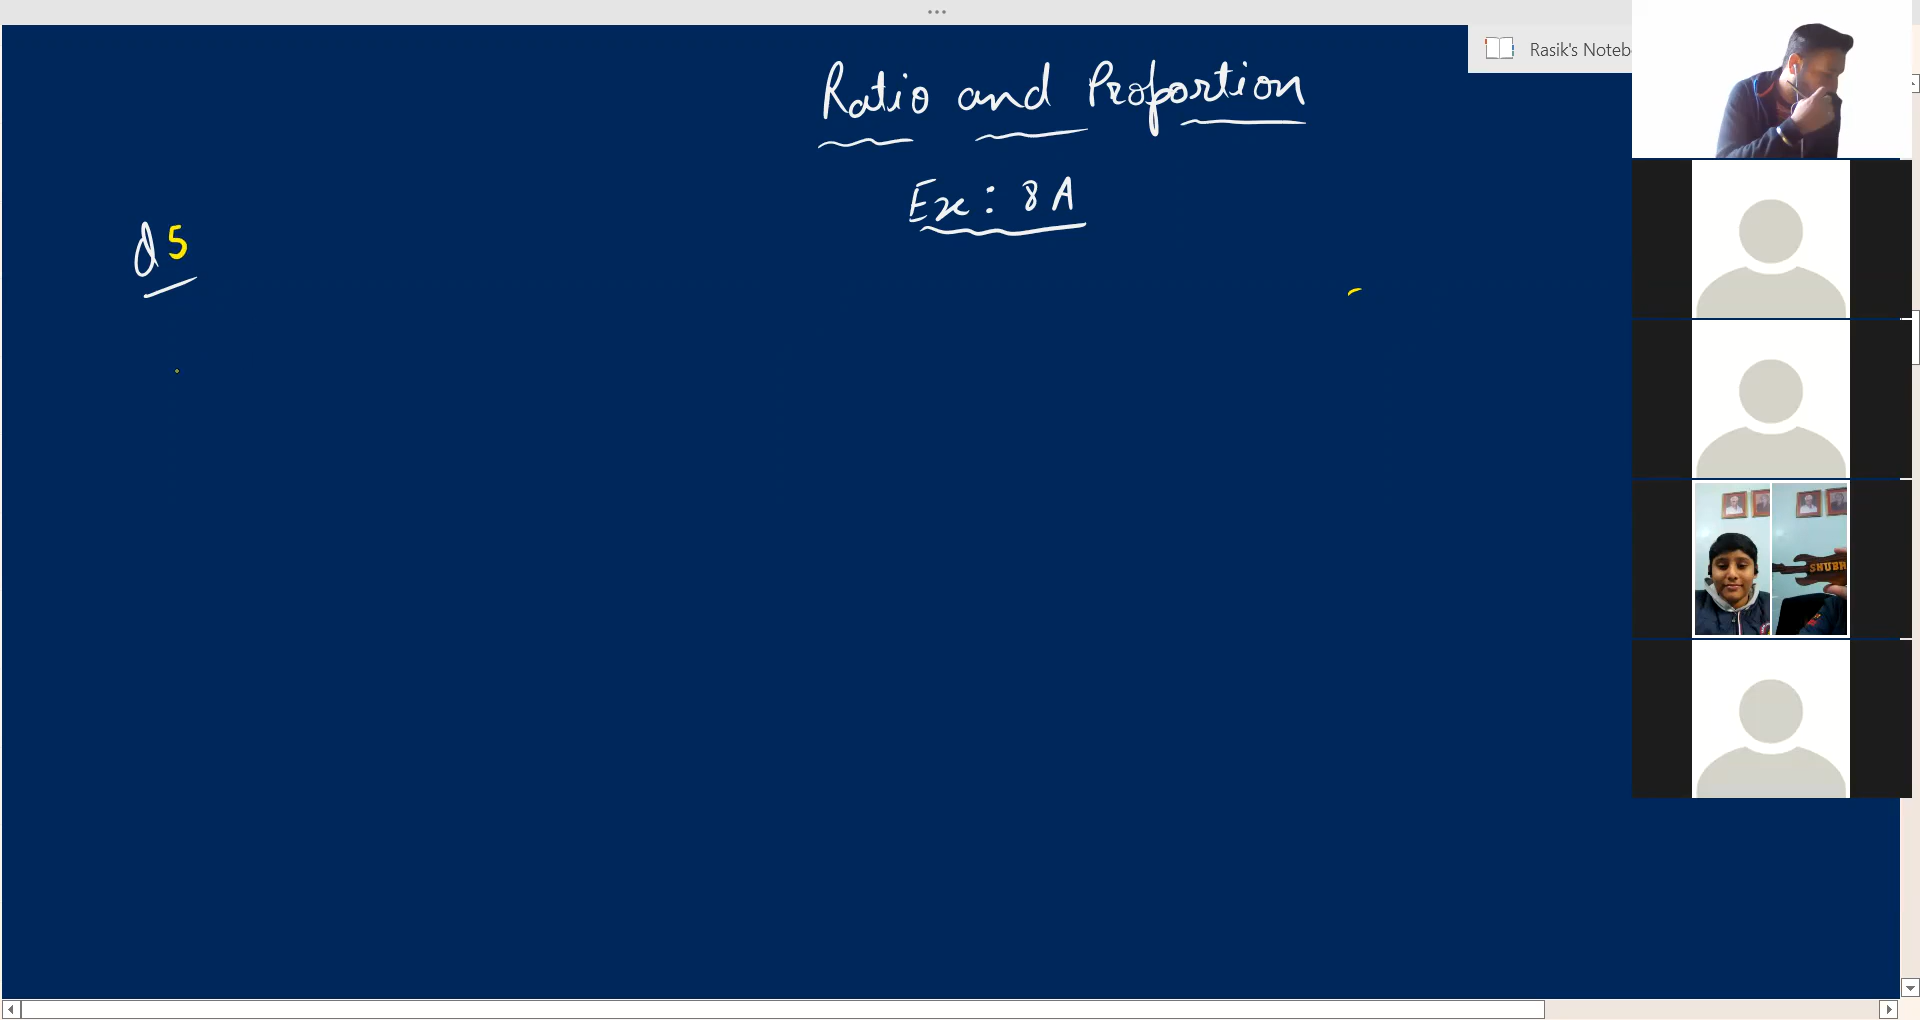 Rasik's Noteb
Ratio and Proportion
Ex: 8A
Q5
SHUBH